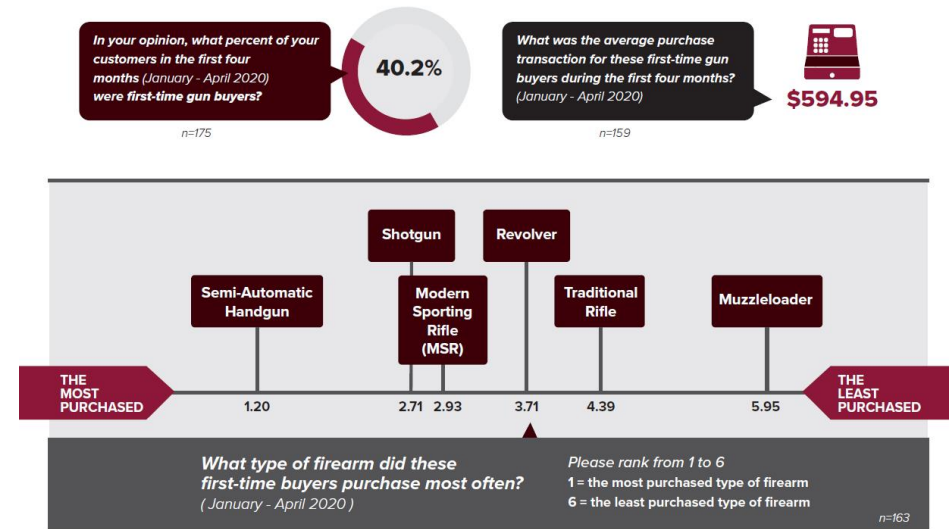 In your opinion, what percent of your
customers in the first four
months (January - April 2020)
were first-time gun buyers?
40.2%
n=175
What was the average purchase
transaction for these first-time gun
buyers during the first four months?
(January - April 2020)
$594.95
n=159
Shotgun
Revolver
Semi-Automatic
Handgun
Modern
Sporting
Rifle
(MSR)
Traditional
Rifle
Muzzleloader
THE
MOST
PURCHASED
1.20
2.71
2.93
3.71
4.39
5.95
THE
LEAST
PURCHASED
What type of firearm did these
first-time buyers purchase most often?
( January - April 2020 )
Please rank from 1 to 6
1 = the most purchased type of firearm
6 = the least purchased type of firearm
n=163